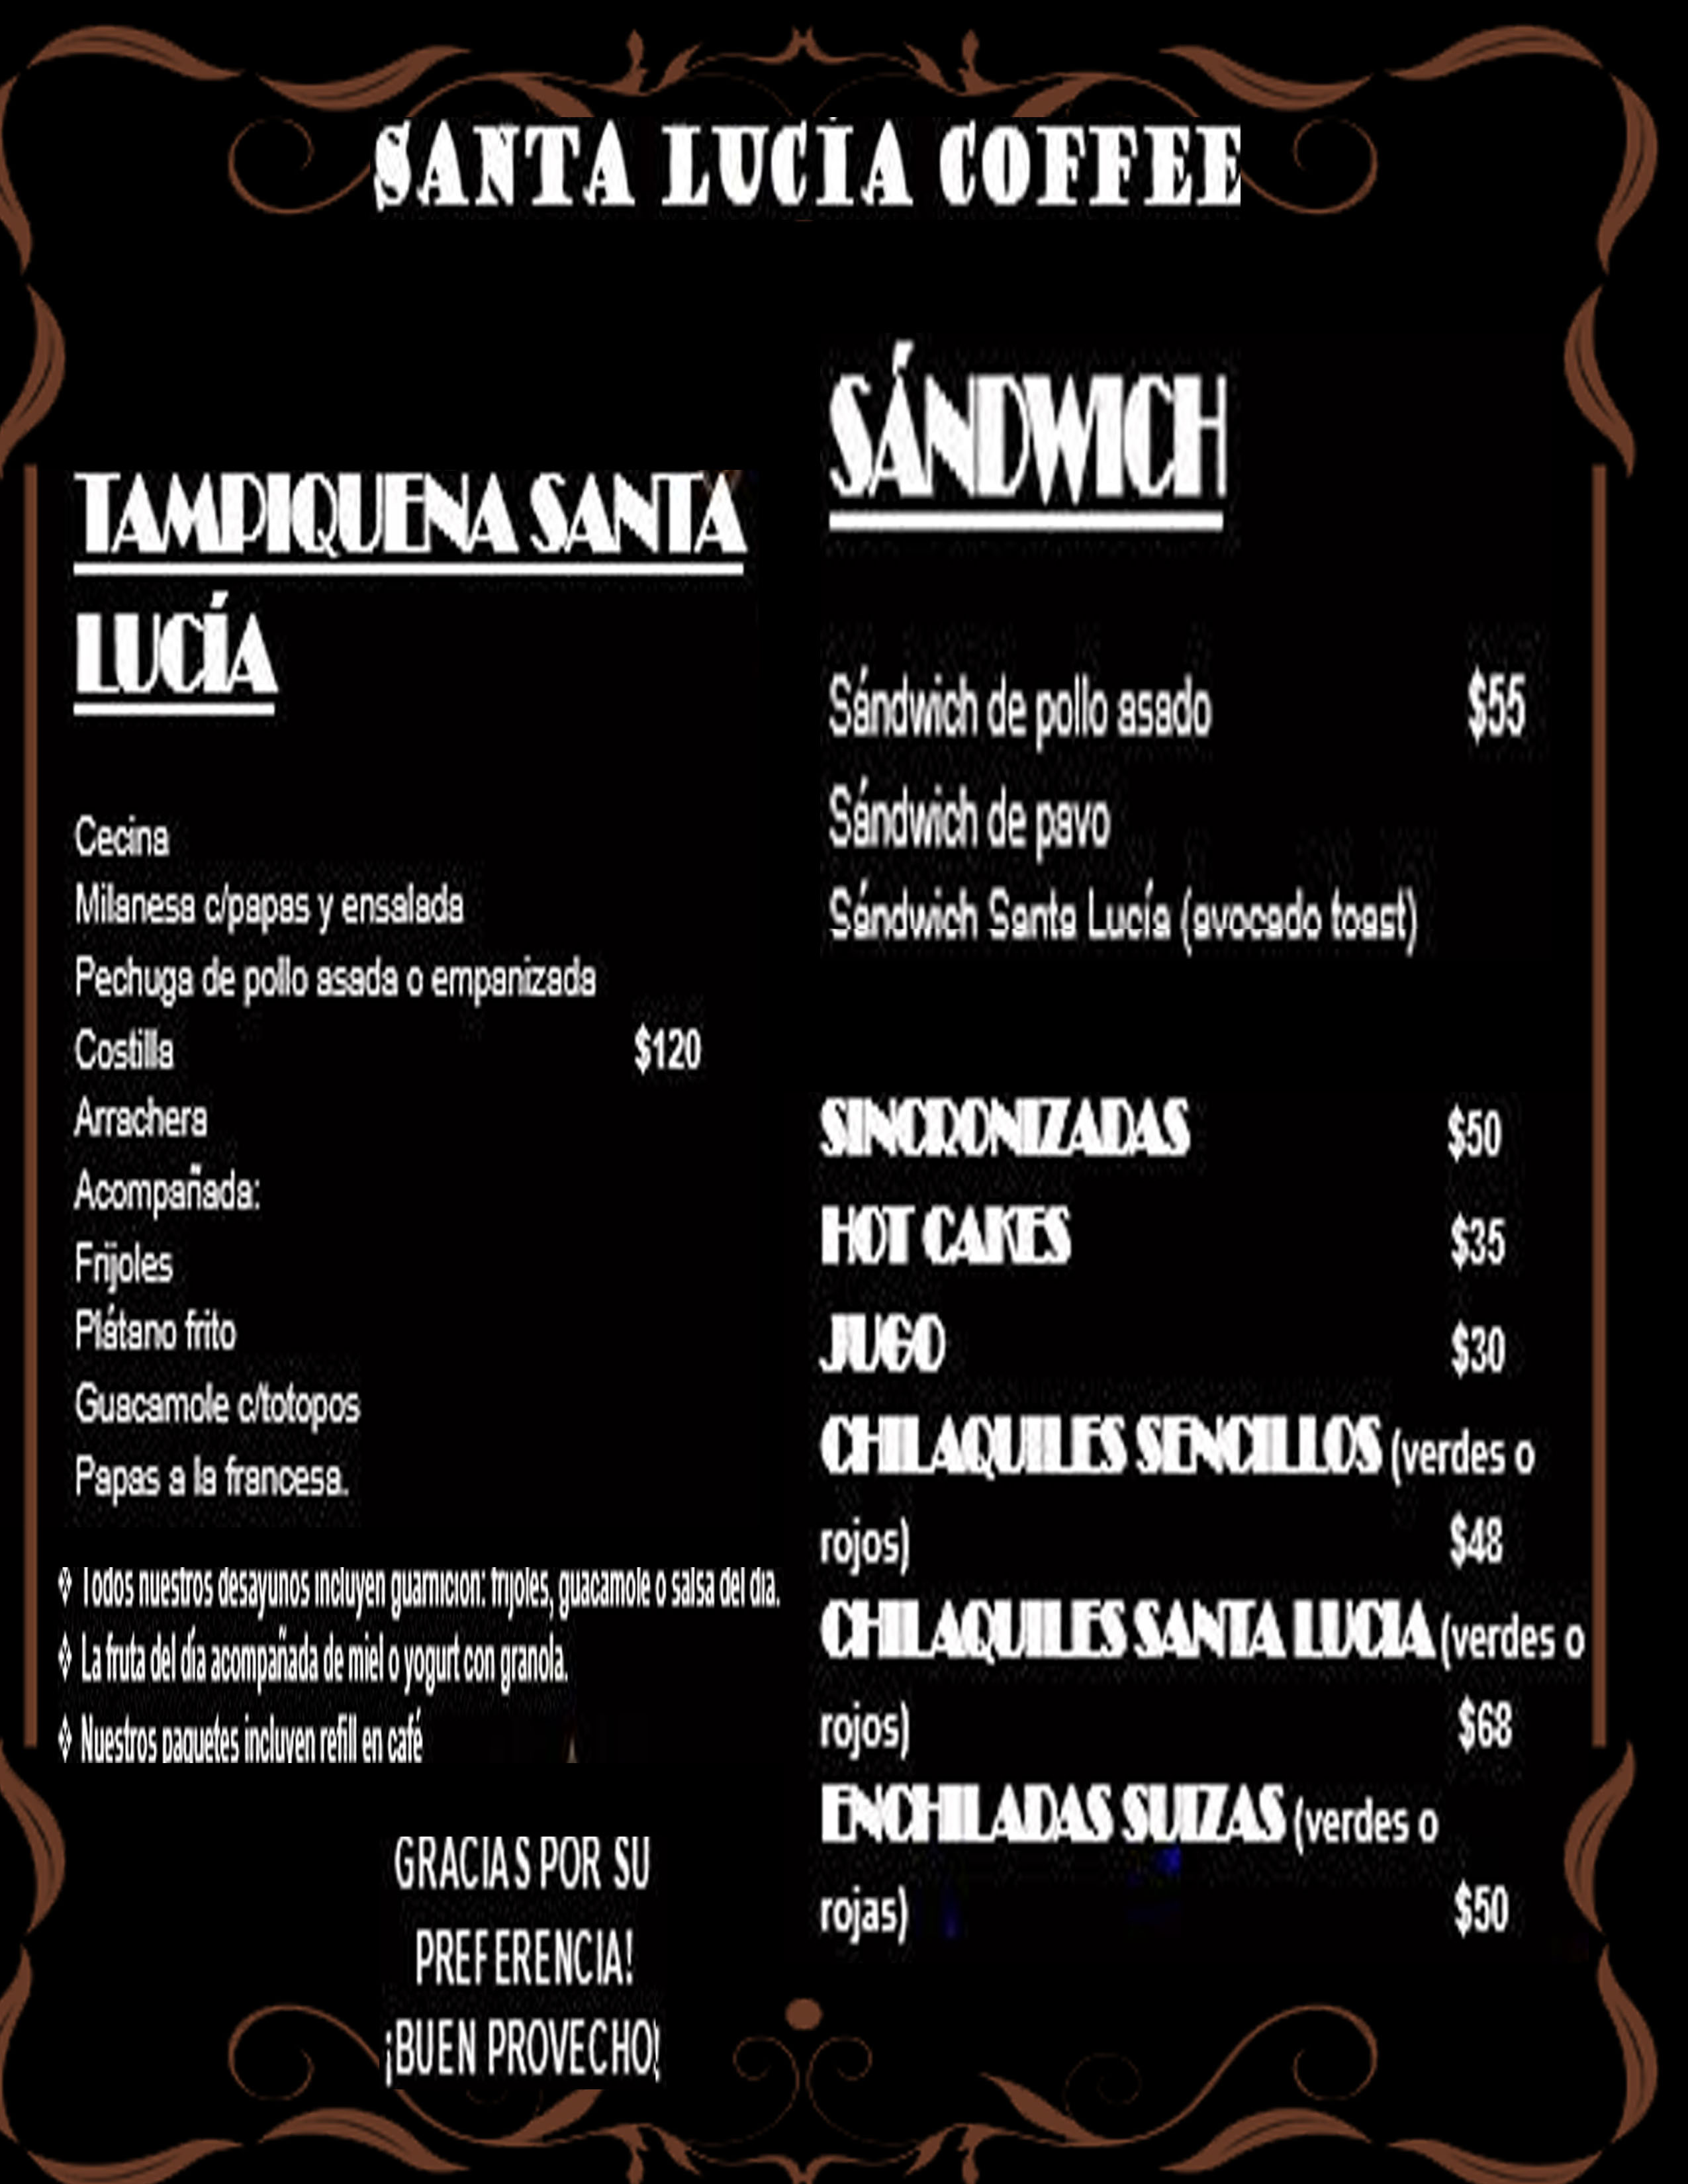 SANTA LUCÍA COFFEE
TAMPIQUENA SANTA
LUCÍA
Cecina
Milanesa c/papas y ensalada
Pechuga de pollo asada o empanizada
Costilla $120
Arrachera
Acompañada:
Frijoles
Plátano frito
Guacamole c/totopos
Papas a la francesa.
❖ Todos nuestros desayunos incluyen guarnición: frijoles, guacamole o salsa del día.
❖ La fruta del día acompañada de miel o yogurt con granola.
❖ Nuestros paquetes incluyen refill en café
GRACIAS POR SU
PREFERENCIA!
¡BUEN PROVECHO!
SÁNDWICH
Sándwich de pollo asado $55
Sándwich de pavo
Sándwich Santa Lucía (avocado toast)
SINCRONIZADAS $50
HOT CAKES $35
JUGO $30
CHILAQUILES SENCILLOS (verdes o
rojos) $48
CHILAQUILES SANTA LUCIA (verdes o
rojos) $68
ENCHILADAS SUIZAS (verdes o
rojas) $50